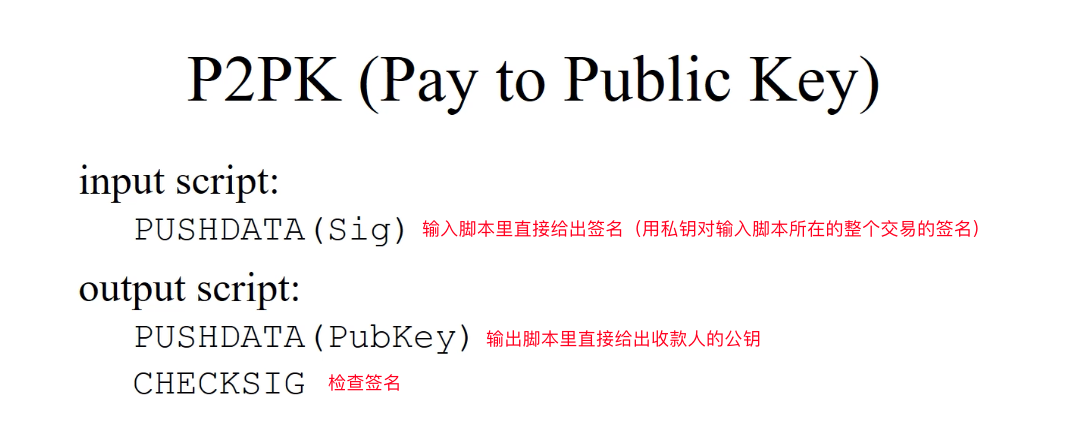 P2PK (Pay to Public Key)
input script:
PUSHDATA(Sig) 输入脚本里直接给出签名（用私钥对输入脚本所在的整个交易的签名）
output script:
PUSHDATA(PubKey) 输出脚本里直接给出收款人的公钥
CHECKSIG 检查签名